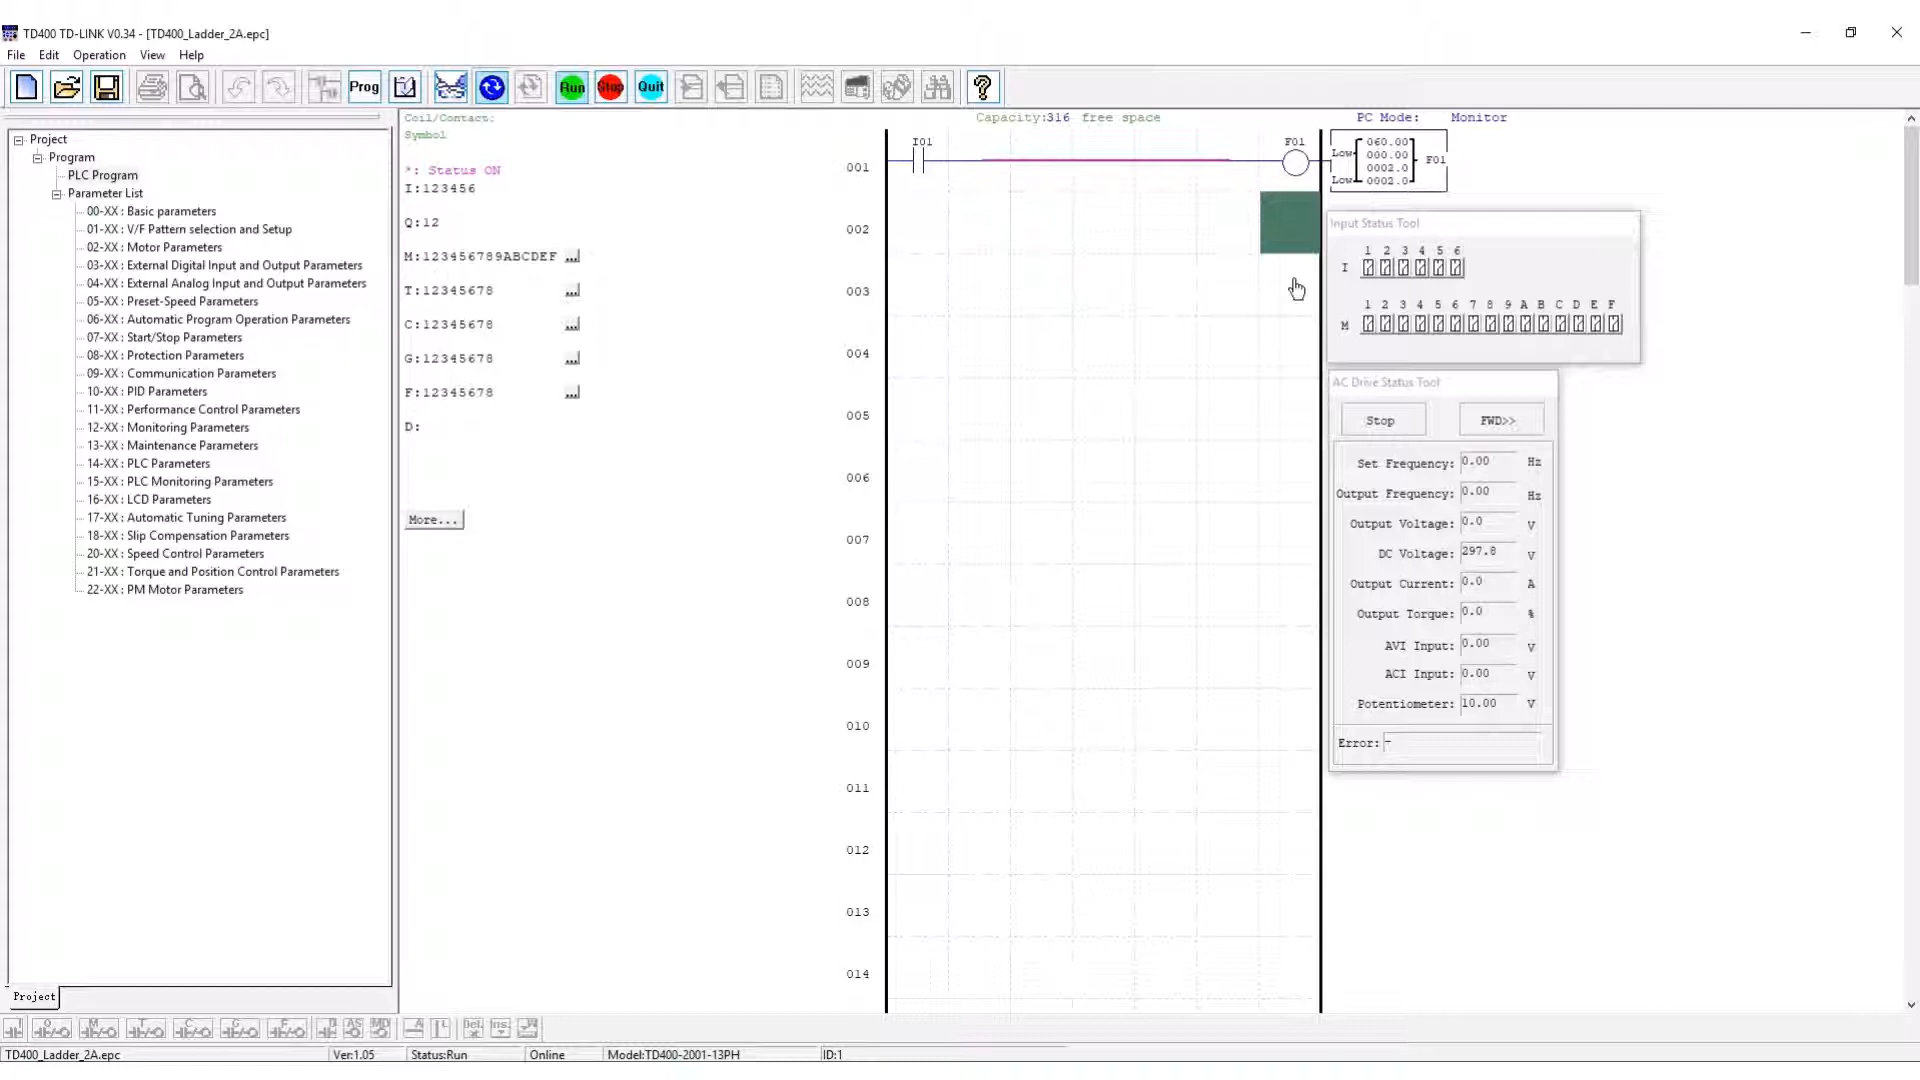 TD400 TD-LINK V0.34 - [TD400_Ladder_2A.epc]
File Edit Operation View Help
Prog Run Stop Quit
Project
Program
PLC Program
Parameter List
00-XX : Basic parameters
01-XX : V/F Pattern selection and Setup
02-XX : Motor Parameters
03-XX : External Digital Input and Output Parameters
04-XX : External Analog Input and Output Parameters
05-XX : Preset-Speed Parameters
06-XX : Automatic Program Operation Parameters
07-XX : Start/Stop Parameters
08-XX : Protection Parameters
09-XX : Communication Parameters
10-XX : PID Parameters
11-XX : Performance Control Parameters
12-XX : Monitoring Parameters
13-XX : Maintenance Parameters
14-XX : PLC Parameters
15-XX : PLC Monitoring Parameters
16-XX : LCD Parameters
17-XX : Automatic Tuning Parameters
18-XX : Slip Compensation Parameters
20-XX : Speed Control Parameters
21-XX : Torque and Position Control Parameters
22-XX : PM Motor Parameters
Project
Coil/Contact:
Symbol
*: Status ON
I:123456
Q:12
M:123456789ABCDEF ...
T:12345678 ...
C:12345678 ...
G:12345678 ...
F:12345678 ...
D:
More...
Capacity:316 free space
PC Mode: Monitor
I01
F01
001
002
003
004
005
006
007
008
009
010
011
012
013
014
060.00
Low 000.00
F01
0002.0
Low 0002.0
Input Status Tool
1 2 3 4 5 6
I
1 2 3 4 5 6 7 8 9 A B C D E F
M
AC Drive Status Tool
Stop FWD>>
Set Frequency: 0.00 Hz
Output Frequency: 0.00 Hz
Output Voltage: 0.0 V
DC Voltage: 297.8 V
Output Current: 0.0 A
Output Torque: 0.0 %
AVI Input: 0.00 V
ACI Input: 0.00 V
Potentiometer: 10.00 V
Error: -
TD400_Ladder_2A.epc Ver:1.05 Status:Run Online Model:TD400-2001-13PH ID:1